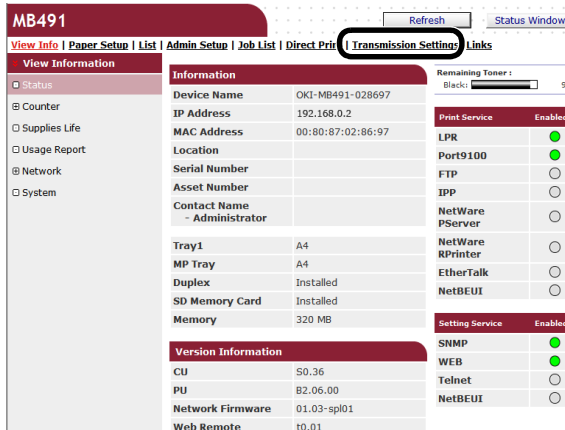 MB491
Refresh
Status Window
View Info | Paper Setup | List | Admin Setup | Job List | Direct Print | Transmission Settings Links
View Information
Status
Counter
Supplies Life
Usage Report
Network
System
Information
Device Name OKI-MB491-028697
IP Address 192.168.0.2
MAC Address 00:80:87:02:86:97
Location
Serial Number
Asset Number
Contact Name
- Administrator
Tray1 A4
MP Tray A4
Duplex Installed
SD Memory Card Installed
Memory 320 MB
Version Information
CU S0.36
PU B2.06.00
Network Firmware 01.03-spl01
Web Remote t0.01
Remaining Toner :
Black: 9
Print Service Enabled
LPR
Port9100
FTP
IPP
NetWare
PServer
NetWare
RPrinter
EtherTalk
NetBEUI
Setting Service Enabled
SNMP
WEB
Telnet
NetBEUI